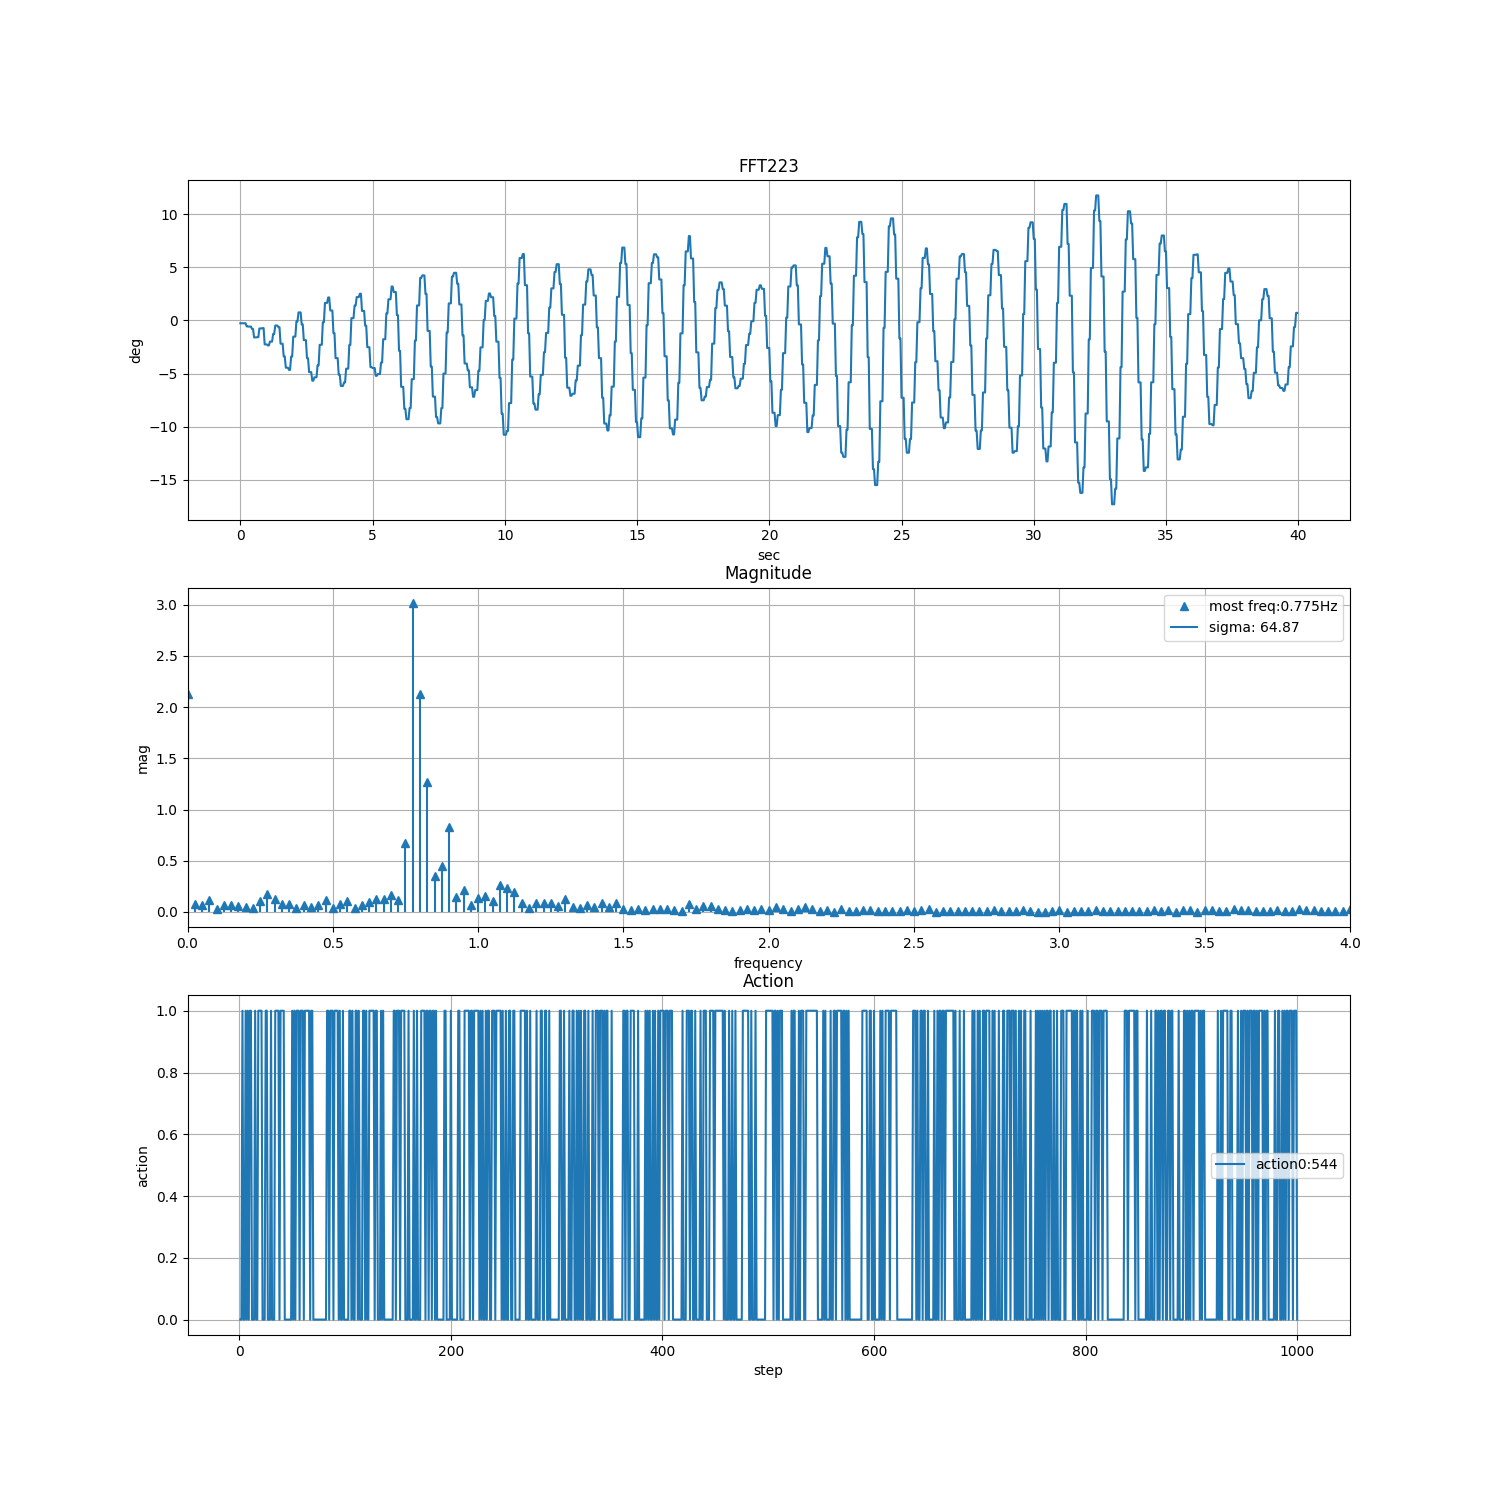 FFT223
10
5
0
−5
−10
−15
deg
0 5 10 15 20 25 30 35 40
sec
Magnitude
3.0
2.5
2.0
1.5
1.0
0.5
0.0
mag
most freq:0.775Hz
sigma: 64.87
0.0 0.5 1.0 1.5 2.0 2.5 3.0 3.5 4.0
frequency
Action
1.0
0.8
0.6
0.4
0.2
0.0
action
action0:544
0 200 400 600 800 1000
step